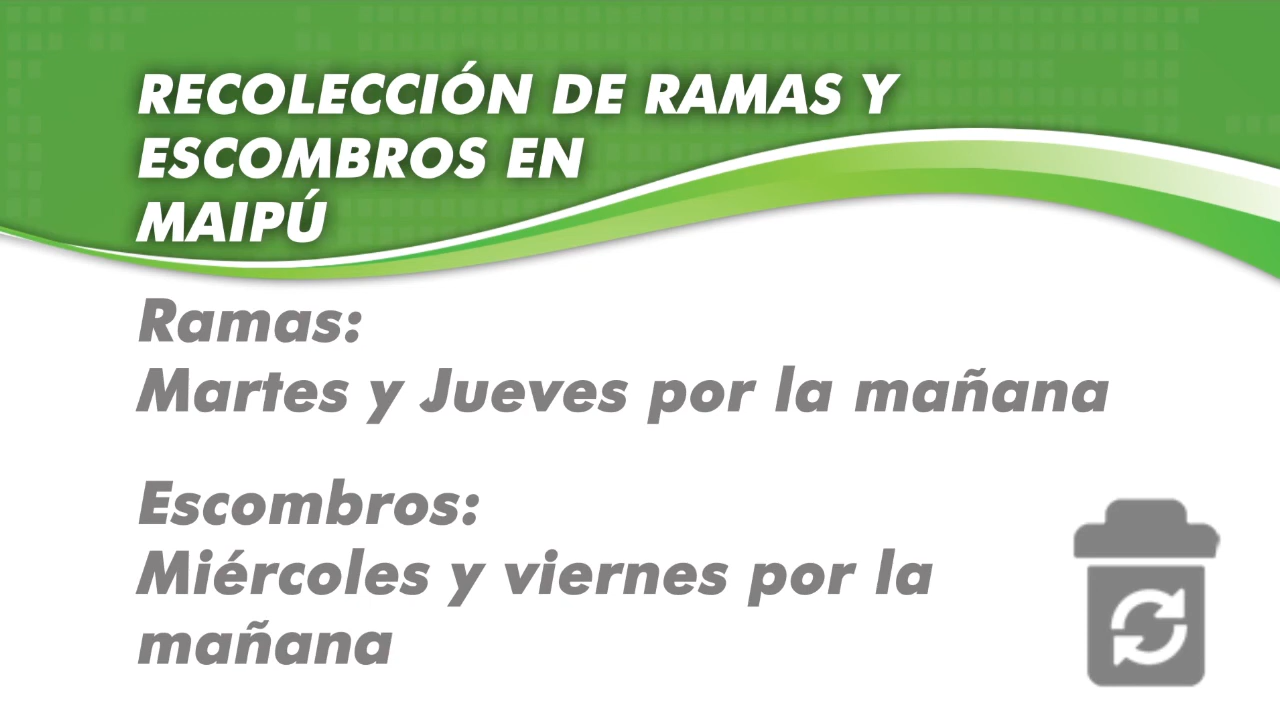 RECOLECCIÓN DE RAMAS Y
ESCOMBROS EN
MAIPÚ
Ramas:
Martes y Jueves por la mañana
Escombros:
Miércoles y viernes por la
mañana